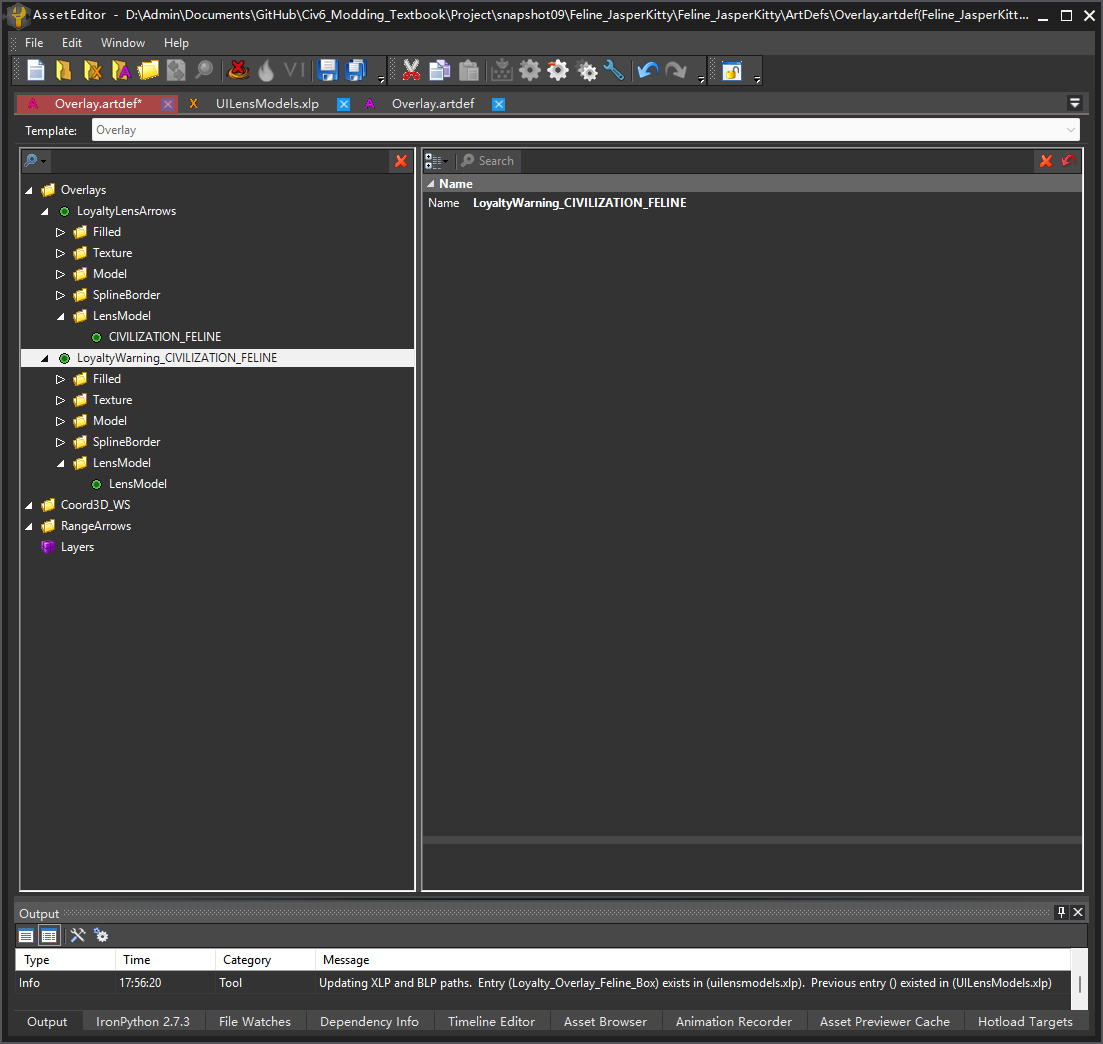 AssetEditor - D:\Admin\Documents\GitHub\Civ6_Modding_Textbook\Project\snapshot09\Feline_JasperKitty\Feline_JasperKitty\ArtDefs\Overlay.artdef(Feline_JasperKitt...
File Edit Window Help
VI
Overlay.artdef* UILensModels.xlp Overlay.artdef
Template: Overlay
Search
Overlays
LoyaltyLensArrows
Filled
Texture
Model
SplineBorder
LensModel
CIVILIZATION_FELINE
LoyaltyWarning_CIVILIZATION_FELINE
Filled
Texture
Model
SplineBorder
LensModel
LensModel
Coord3D_WS
RangeArrows
Layers
Name
Name LoyaltyWarning_CIVILIZATION_FELINE
Output
Type Time Category Message
Info 17:56:20 Tool Updating XLP and BLP paths. Entry (Loyalty_Overlay_Feline_Box) exists in (uilensmodels.xlp). Previous entry () existed in (UILensModels.xlp)
Output IronPython 2.7.3 File Watches Dependency Info Timeline Editor Asset Browser Animation Recorder Asset Previewer Cache Hotload Targets